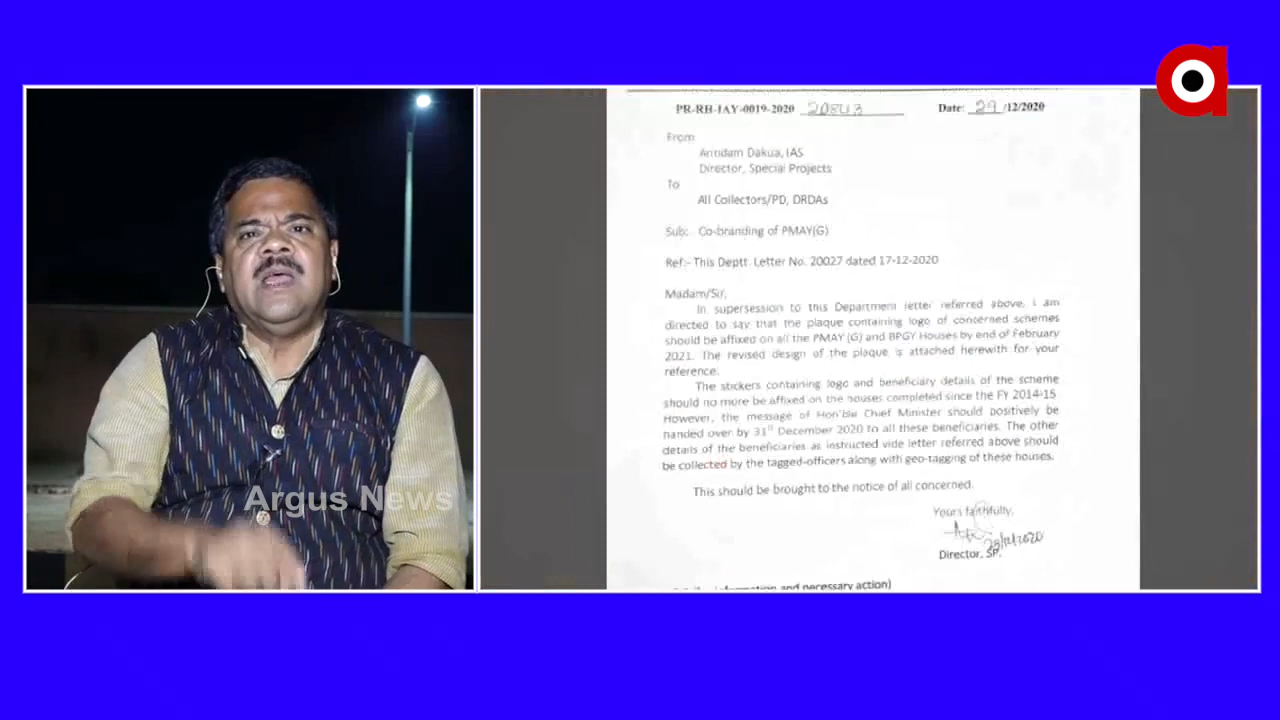 PR-RH-IAY-0019-2020 20843 Date: 29/12/2020
From
Arindam Dakua, IAS
Director, Special Projects
To
All Collectors/PD, DRDAs
Sub:- Co-branding of PMAY(G)
Ref:- This Deptt. Letter No. 20027 dated 17-12-2020
Madam/Sir,
In supersession to this Department letter referred above, I am
directed to say that the plaque containing logo of concerned schemes
should be affixed on all the PMAY (G) and BPGY Houses by end of February
2021. The revised design of the plaque is attached herewith for your
reference.
The stickers containing logo and beneficiary details of the scheme
should no more be affixed on the houses completed since the FY 2014-15.
However, the message of Hon'ble Chief Minister should positively be
handed over by 31st December 2020 to all these beneficiaries. The other
details of the beneficiaries as instructed vide letter referred above should
be collected by the tagged-officers along with geo-tagging of these houses.
This should be brought to the notice of all concerned.
Yours faithfully,
29/12/2020
Director, SP.
information and necessary action)
Argus News